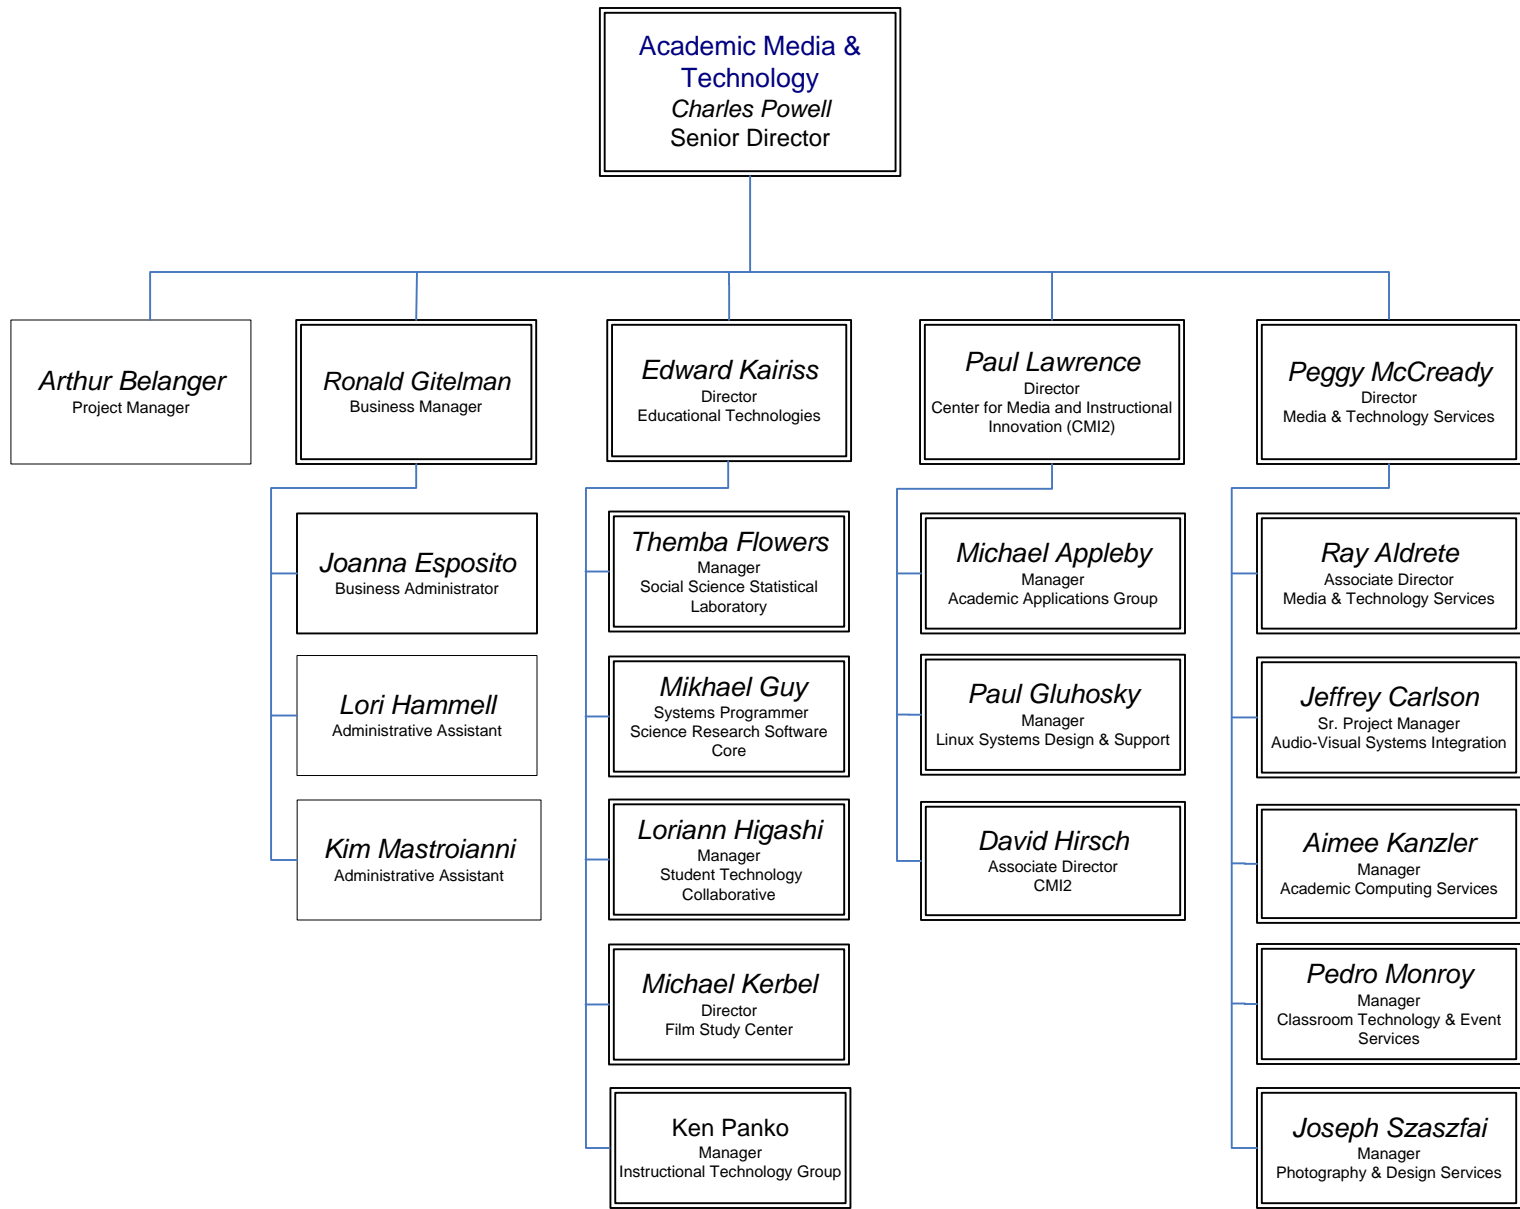 Academic Media &
Technology
Charles Powell
Senior Director
Arthur Belanger
Project Manager
Ronald Gitelman
Business Manager
Edward Kairiss
Director
Educational Technologies
Paul Lawrence
Director
Center for Media and Instructional
Innovation (CMI2)
Peggy McCready
Director
Media & Technology Services
Joanna Esposito
Business Administrator
Lori Hammell
Administrative Assistant
Kim Mastroianni
Administrative Assistant
Themba Flowers
Manager
Social Science Statistical
Laboratory
Mikhael Guy
Systems Programmer
Science Research Software
Core
Loriann Higashi
Manager
Student Technology
Collaborative
Michael Kerbel
Director
Film Study Center
Ken Panko
Manager
Instructional Technology Group
Michael Appleby
Manager
Academic Applications Group
Paul Gluhosky
Manager
Linux Systems Design & Support
David Hirsch
Associate Director
CMI2
Ray Aldrete
Associate Director
Media & Technology Services
Jeffrey Carlson
Sr. Project Manager
Audio-Visual Systems Integration
Aimee Kanzler
Manager
Academic Computing Services
Pedro Monroy
Manager
Classroom Technology & Event
Services
Joseph Szaszfai
Manager
Photography & Design Services